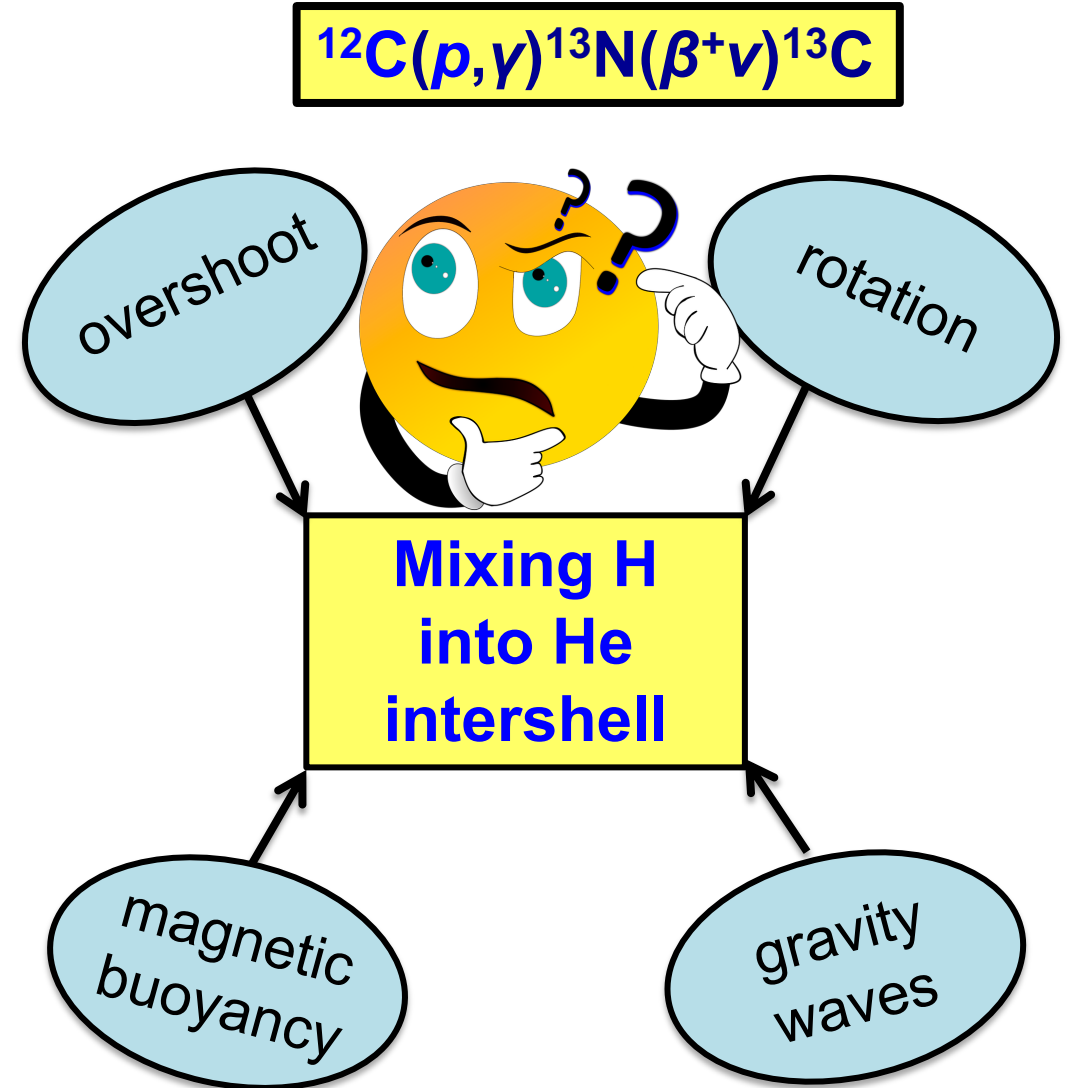 ¹²C(p,γ)¹³N(β⁺ν)¹³C
? ?
overshoot
rotation
Mixing H
into He
intershell
magnetic
buoyancy
gravity
waves